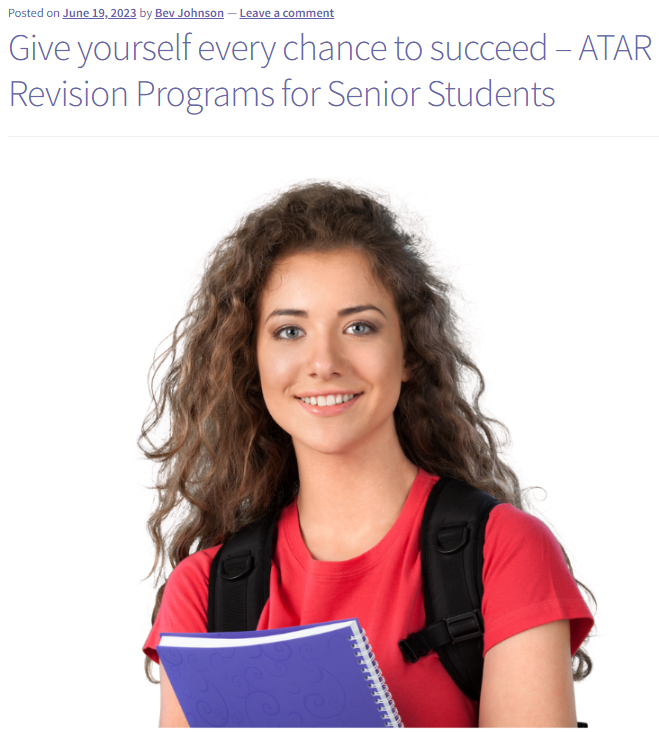 Posted on June 19, 2023 by Bev Johnson — Leave a comment
Give yourself every chance to succeed – ATAR
Revision Programs for Senior Students